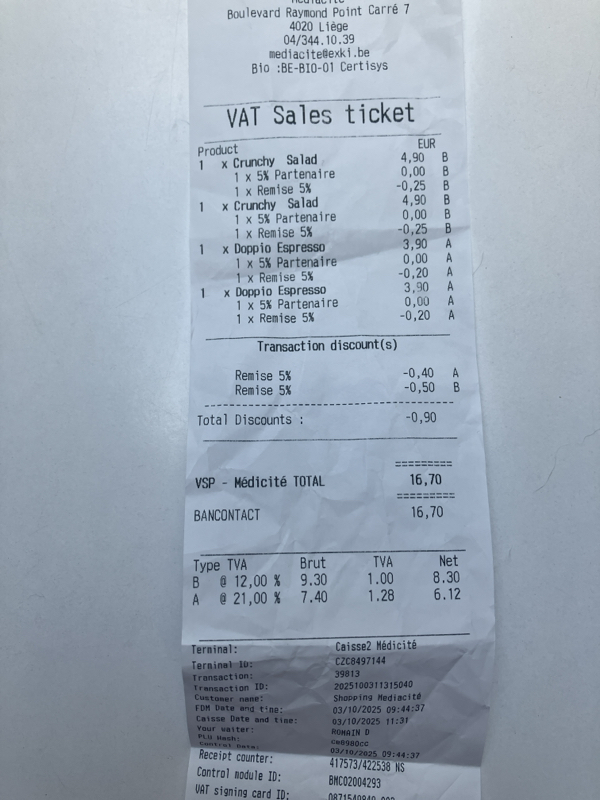 Médiacité
Boulevard Raymond Point Carré 7
4020 Liège
04/344.10.39
mediacite@exki.be
Bio :BE-BIO-01 Certisys
VAT Sales ticket
Product EUR
1 x Crunchy Salad 4,90 B
1 x 5% Partenaire 0,00 B
1 x Remise 5% -0,25 B
1 x Crunchy Salad 4,90 B
1 x 5% Partenaire 0,00 B
1 x Remise 5% -0,25 B
1 x Doppio Espresso 3,90 A
1 x 5% Partenaire 0,00 A
1 x Remise 5% -0,20 A
1 x Doppio Espresso 3,90 A
1 x 5% Partenaire 0,00 A
1 x Remise 5% -0,20 A
Transaction discount(s)
Remise 5% -0,40 A
Remise 5% -0,50 B
Total Discounts : -0,90
=========
VSP - Médicité TOTAL 16,70
=========
BANCONTACT 16,70
Type TVA Brut TVA Net
B @ 12,00 % 9.30 1.00 8.30
A @ 21,00 % 7.40 1.28 6.12
Terminal: Caisse2 Médicité
Terminal ID: CZC8497144
Transaction: 39813
Transaction ID: 2025100311315040
Customer name: Shopping Mediacité
FDM Date and time: 03/10/2025 09:44:37
Caisse Date and time: 03/10/2025 11:31
Your waiter: ROMAIN D
PLU Hash: ce0980cc
Control Data: 03/10/2025 09:44:37
Receipt counter: 417573/422538 NS
Control module ID: BMC02004293
VAT signing card ID: